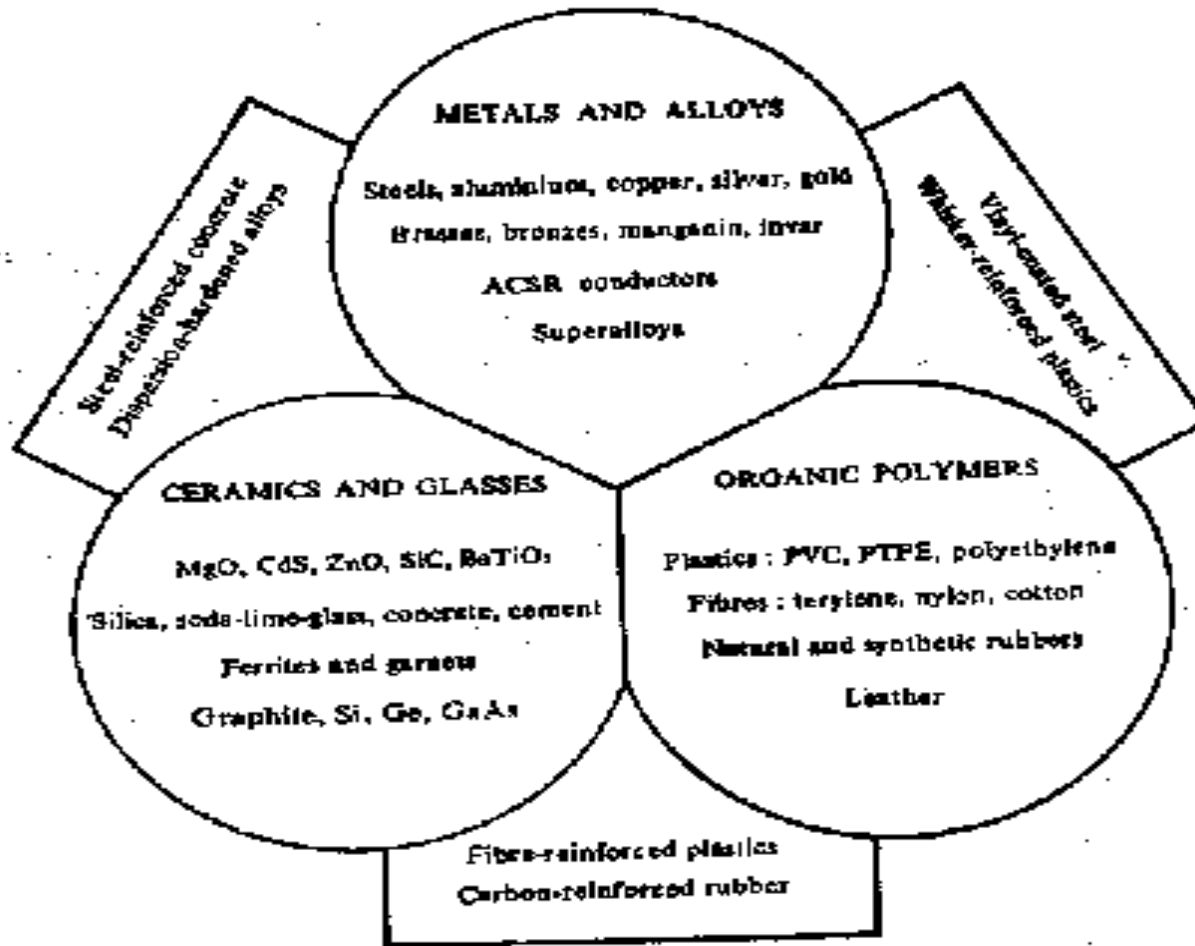 METALS AND ALLOYS
Steels, aluminium, copper, silver, gold
Brasses, bronzes, manganin, invar
ACSR conductors
Superalloys
Steel-reinforced concrete
Dispersion-hardened alloys
Vinyl-coated steel
Whisker-reinforced plastics
CERAMICS AND GLASSES
MgO, CdS, ZnO, SiC, BaTiO₃
Silica, soda-lime-glass, concrete, cement
Ferrites and garnets
Graphite, Si, Ge, GaAs
ORGANIC POLYMERS
Plastics : PVC, PTFE, polyethylene
Fibres : terylene, nylon, cotton
Natural and synthetic rubbers
Leather
Fibre-reinforced plastics
Carbon-reinforced rubber